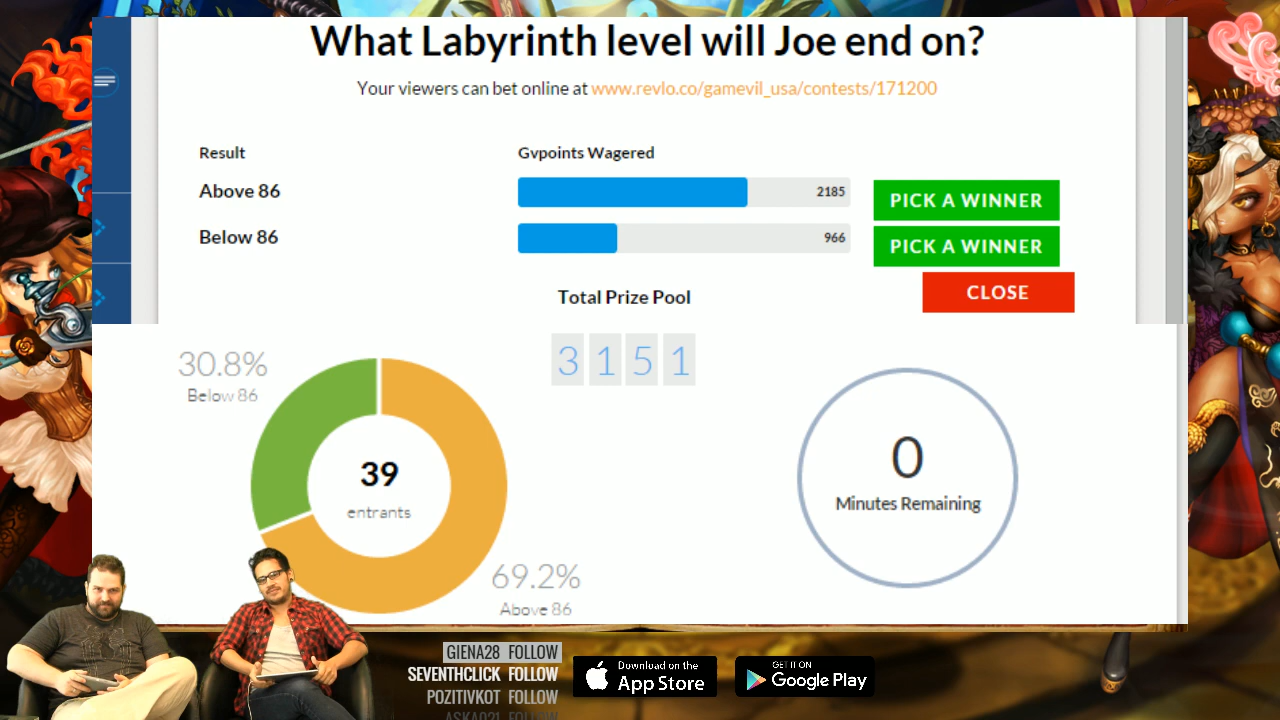 What Labyrinth level will Joe end on?
Your viewers can bet online at www.revlo.co/gamevil_usa/contests/171200
Result Gvpoints Wagered
Above 86 2185 PICK A WINNER
Below 86 966 PICK A WINNER
CLOSE
Total Prize Pool
3151
30.8%
Below 86
39
entrants
0
Minutes Remaining
69.2%
Above 86
GIENA28 FOLLOW
SEVENTHCLICK FOLLOW
POZITIVKOT FOLLOW
Download on the
App Store
GET IT ON
Google Play